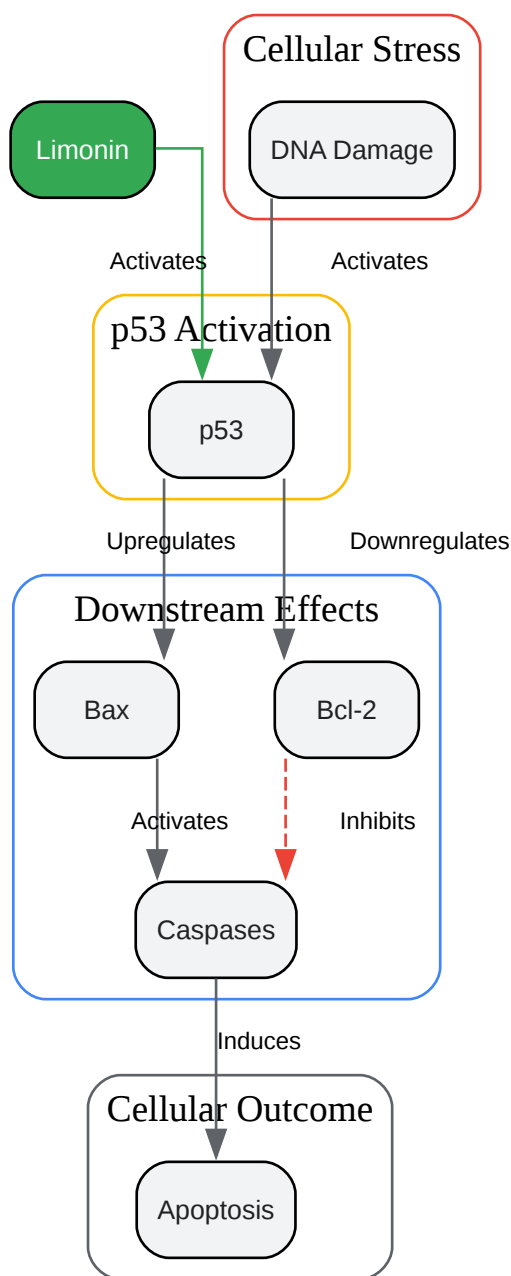 Cellular Stress
Limonin
DNA Damage
Activates
Activates
p53 Activation
p53
Upregulates
Downregulates
Downstream Effects
Bax
Bcl-2
Activates
Inhibits
Caspases
Induces
Cellular Outcome
Apoptosis